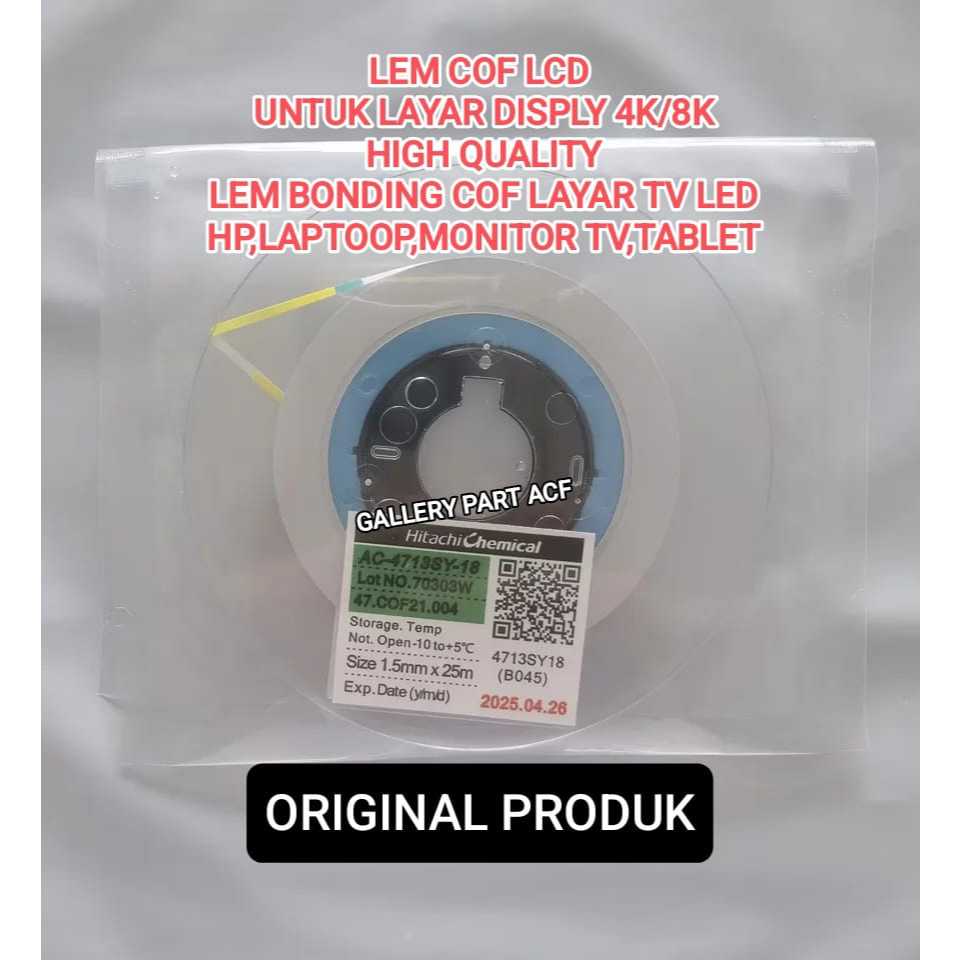 LEM COF LCD
UNTUK LAYAR DISPLY 4K/8K
HIGH QUALITY
LEM BONDING COF LAYAR TV LED
HP,LAPTOOP,MONITOR TV,TABLET
GALLERY PART ACF
Hitachi Chemical
AC-4713SY-18
Lot NO.70303W
47.COF21.004
Storage. Temp
Not. Open-10 to+5℃
Size 1.5mm x 25m
Exp. Date (y/m/d)
4713SY18
(B045)
2025.04.26
ORIGINAL PRODUK